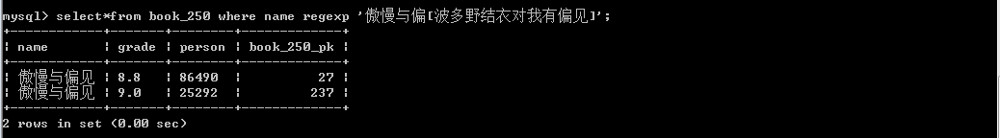 mysql> select*from book_250 where name regexp '傲慢与偏[波多野结衣对我有偏见]';
+------------+-------+--------+-------------+
| name       | grade | person | book_250_pk |
+------------+-------+--------+-------------+
| 傲慢与偏见 | 8.8   | 86490  |          27 |
| 傲慢与偏见 | 9.0   | 25292  |         237 |
+------------+-------+--------+-------------+
2 rows in set (0.00 sec)